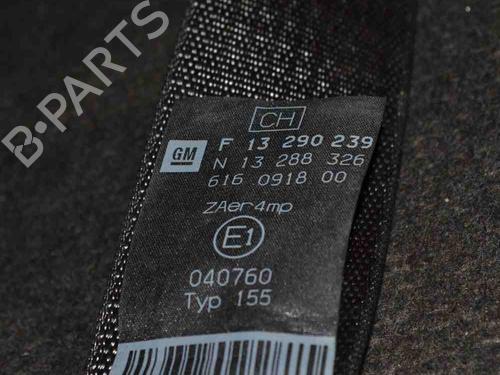 B-PARTS
CH
GM F 13 290 239
N 13 288 326
616 0918 00
ZAer4mp
E1
040760
Typ 155